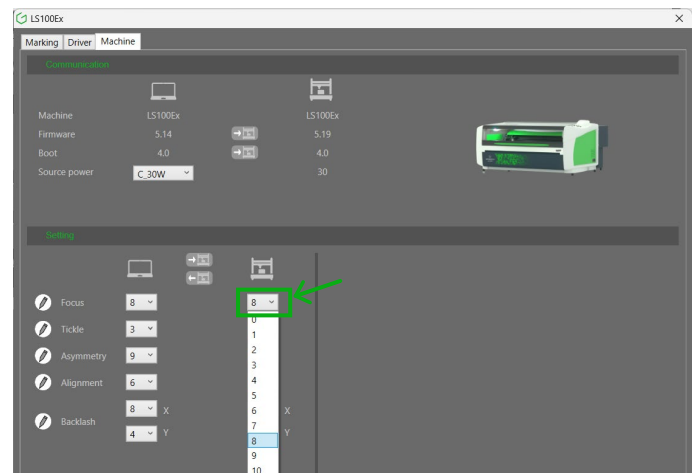 LS100Ex
Marking Driver Machine
Communication
Machine LS100Ex LS100Ex
Firmware 5.14 5.19
Boot 4.0 4.0
Source power C_30W 30
Setting
Focus 8 8
0
Tickle 3 1
2
Asymmetry 9 3
4
Alignment 6 5
8 X 6 X
Backlash 7
4 Y 8 Y
9
10